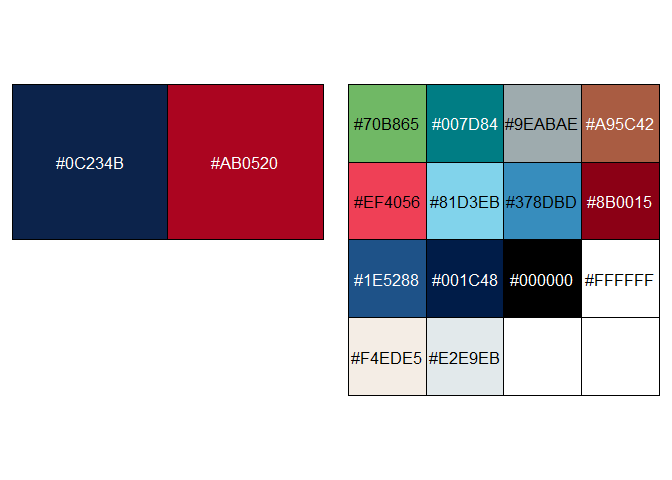 #0C234B #AB0520
#70B865 #007D84 #9EABAE #A95C42
#EF4056 #81D3EB #378DBD #8B0015
#1E5288 #001C48 #000000 #FFFFFF
#F4EDE5 #E2E9EB